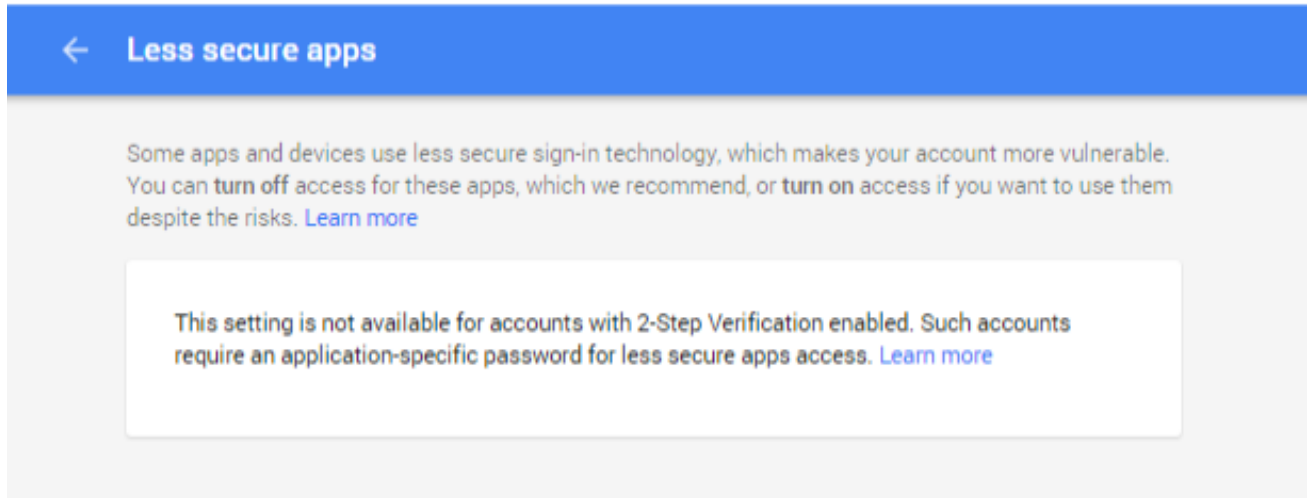 Less secure apps
Some apps and devices use less secure sign-in technology, which makes your account more vulnerable.
You can turn off access for these apps, which we recommend, or turn on access if you want to use them
despite the risks. Learn more
This setting is not available for accounts with 2-Step Verification enabled. Such accounts
require an application-specific password for less secure apps access. Learn more